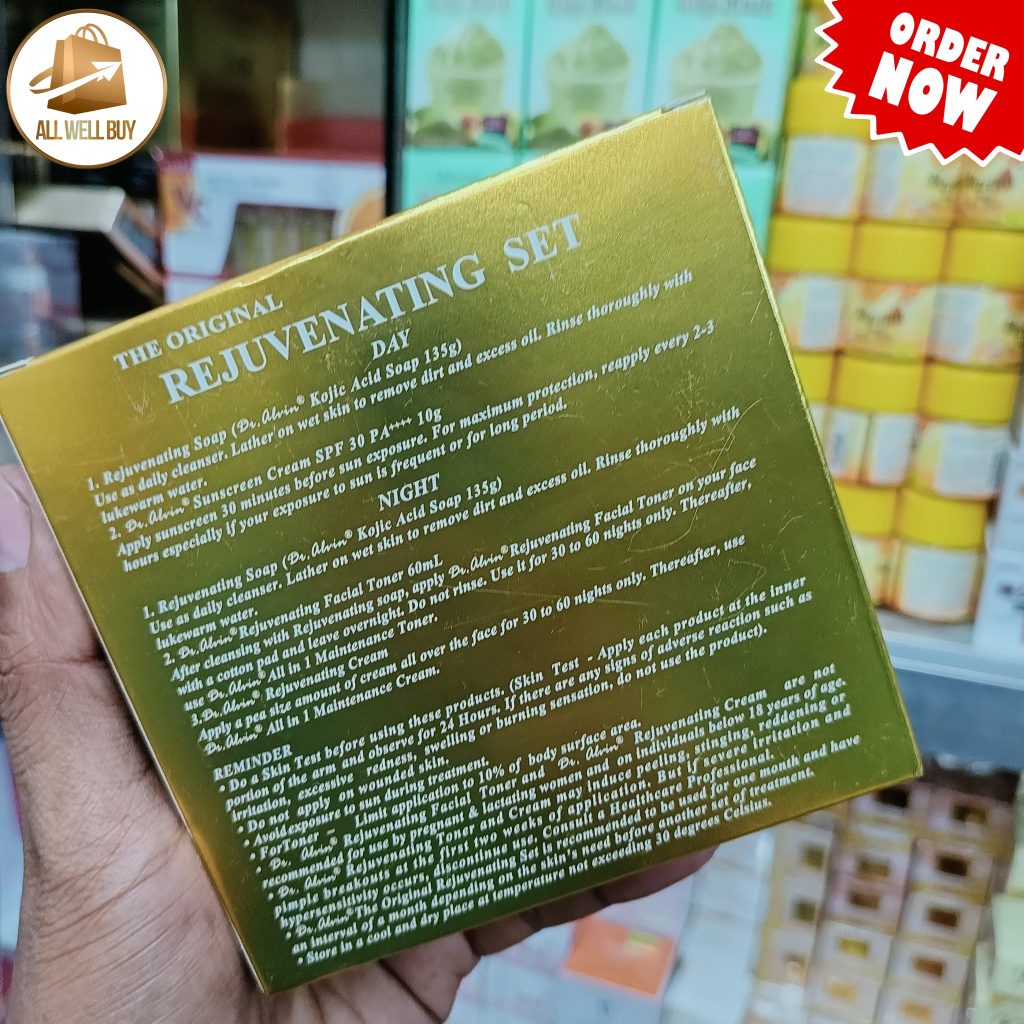 ALL WELL BUY
ORDER
NOW
THE ORIGINAL
REJUVENATING SET
DAY
1. Rejuvenating Soap (Dr. Alvin® Kojic Acid Soap 135g)
Use as daily cleanser. Lather on wet skin to remove dirt and excess oil. Rinse thoroughly with
lukewarm water.
2. Dr. Alvin® Sunscreen Cream SPF 30 PA++++ 10g
Apply sunscreen 30 minutes before sun exposure. For maximum protection, reapply every 2-3
hours especially if your exposure to sun is frequent or for long period.
NIGHT
1. Rejuvenating Soap (Dr. Alvin® Kojic Acid Soap 135g)
Use as daily cleanser. Lather on wet skin to remove dirt and excess oil. Rinse thoroughly with
lukewarm water.
2. Dr. Alvin® Rejuvenating Facial Toner 60mL
After cleansing with Rejuvenating soap, apply Dr. Alvin® Rejuvenating Facial Toner on your face
with a cotton pad and leave overnight. Do not rinse. Use it for 30 to 60 nights only. Thereafter,
use Dr. Alvin® All in 1 Maintenance Toner.
3. Dr. Alvin® Rejuvenating Cream
Apply a pea size amount of cream all over the face for 30 to 60 nights only. Thereafter, use
Dr. Alvin® All in 1 Maintenance Cream.
REMINDER
• Do a Skin Test before using these products. (Skin Test - Apply each product at the inner
portion of the arm and observe for 24 Hours. If there are any signs of adverse reaction such as
irritation, excessive redness, swelling or burning sensation, do not use the product).
• Do not apply on wounded skin.
• Avoid exposure to sun during treatment.
• For Toner – Limit application to 10% of body surface area.
• Dr. Alvin® Rejuvenating Facial Toner and Dr. Alvin® Rejuvenating Cream are not
recommended for use by pregnant & lactating women and on individuals below 18 years of age.
• Dr. Alvin® Rejuvenating Toner and Cream may induce peeling, stinging, reddening or
pimple breakouts at the first two weeks of application. But if severe irritation and
hypersensitivity occurs, discontinue use. Consult a Healthcare Professional.
• Dr. Alvin® The Original Rejuvenating Set is recommended to be used for one month and have
an interval of a month depending on the skin's need before another set of treatment.
• Store in a cool and dry place at temperature not exceeding 30 degrees Celsius.